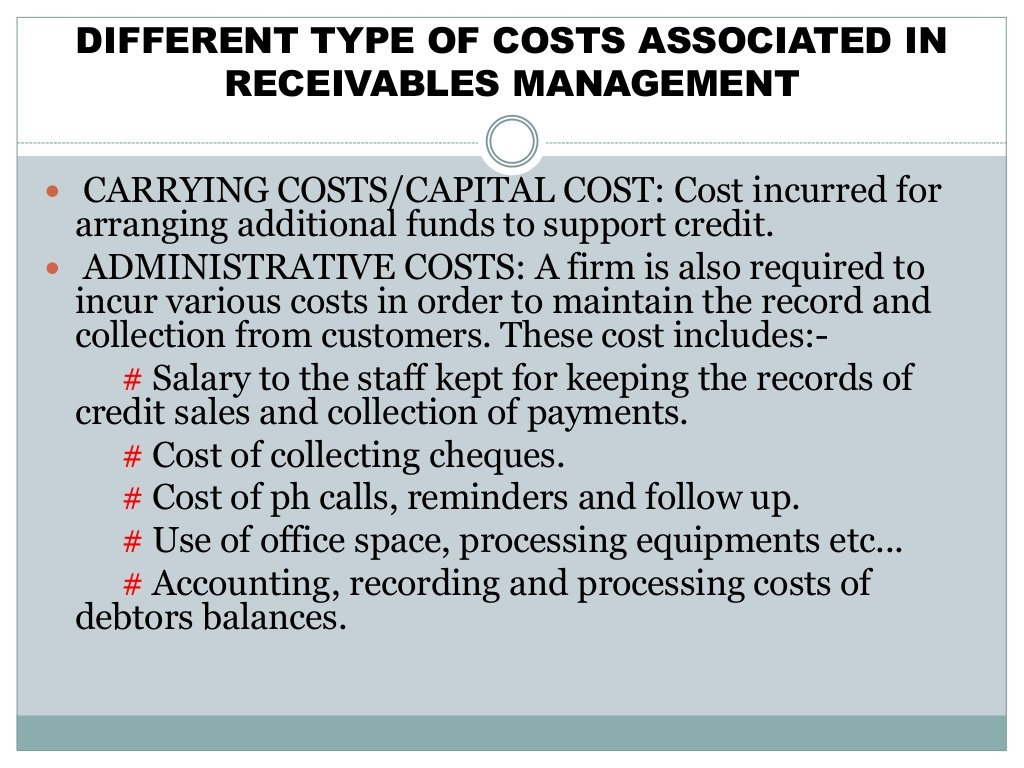 DIFFERENT TYPE OF COSTS ASSOCIATED IN
RECEIVABLES MANAGEMENT
• CARRYING COSTS/CAPITAL COST: Cost incurred for
arranging additional funds to support credit.
• ADMINISTRATIVE COSTS: A firm is also required to
incur various costs in order to maintain the record and
collection from customers. These cost includes:-
# Salary to the staff kept for keeping the records of
credit sales and collection of payments.
# Cost of collecting cheques.
# Cost of ph calls, reminders and follow up.
# Use of office space, processing equipments etc...
# Accounting, recording and processing costs of
debtors balances.